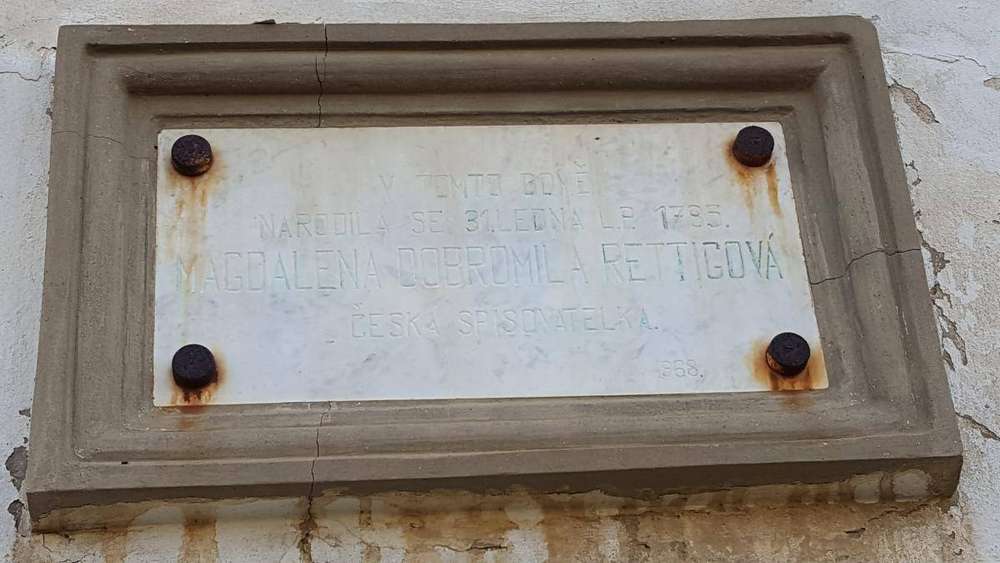 V TOMTO DOMĚ
NARODILA SE 31. LEDNA L.P. 1785.
MAGDALENA DOBROMILA RETTIGOVÁ
ČESKÁ SPISOVATELKA.